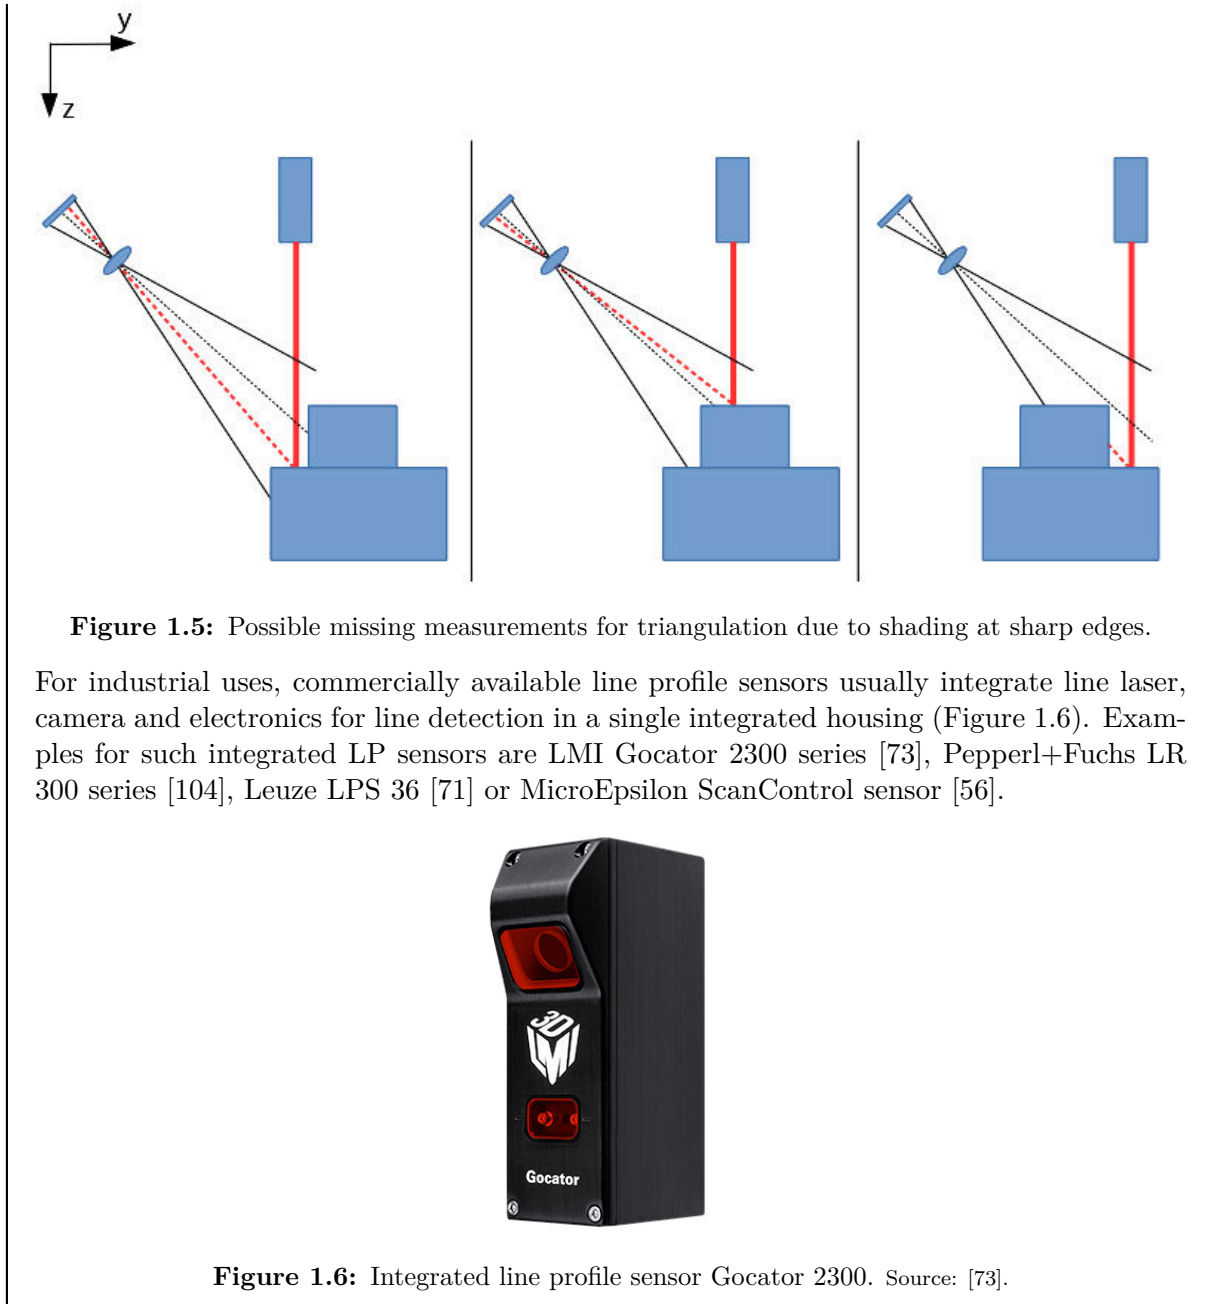 y
z
Figure 1.5: Possible missing measurements for triangulation due to shading at sharp edges.
For industrial uses, commercially available line profile sensors usually integrate line laser,
camera and electronics for line detection in a single integrated housing (Figure 1.6). Exam-
ples for such integrated LP sensors are LMI Gocator 2300 series [73], Pepperl+Fuchs LR
300 series [104], Leuze LPS 36 [71] or MicroEpsilon ScanControl sensor [56].
3D
LMI
Gocator
Figure 1.6: Integrated line profile sensor Gocator 2300. Source: [73].